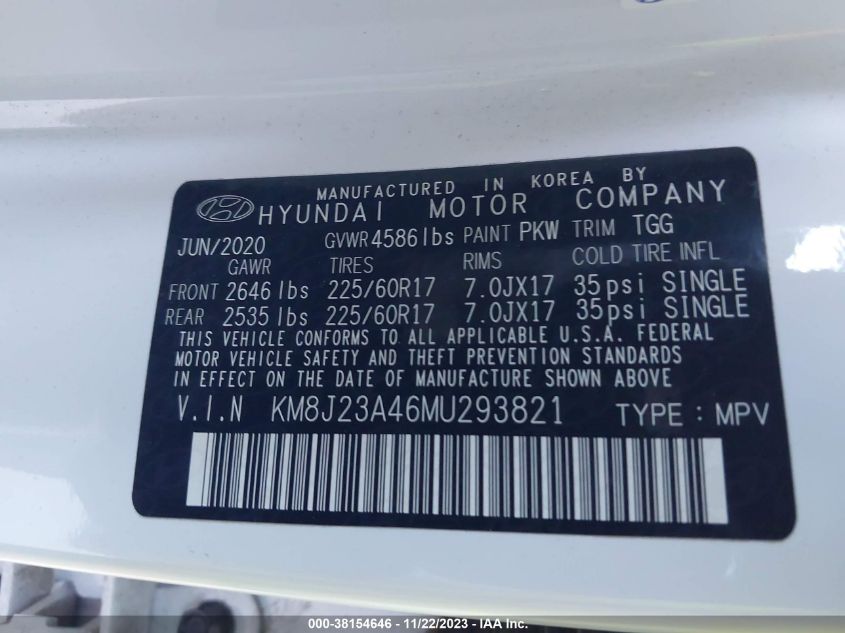 MANUFACTURED IN KOREA BY
HYUNDAI MOTOR COMPANY
JUN/2020 GVWR 4586 lbs PAINT PKW TRIM TGG
GAWR TIRES RIMS COLD TIRE INFL
FRONT 2646 lbs 225/60R17 7.0JX17 35psi SINGLE
REAR 2535 lbs 225/60R17 7.0JX17 35psi SINGLE
THIS VEHICLE CONFORMS TO ALL APPLICABLE U.S.A. FEDERAL
MOTOR VEHICLE SAFETY AND THEFT PREVENTION STANDARDS
IN EFFECT ON THE DATE OF MANUFACTURE SHOWN ABOVE
V.I.N KM8J23A46MU293821 TYPE : MPV
000-38154646 - 11/22/2023 - IAA Inc.